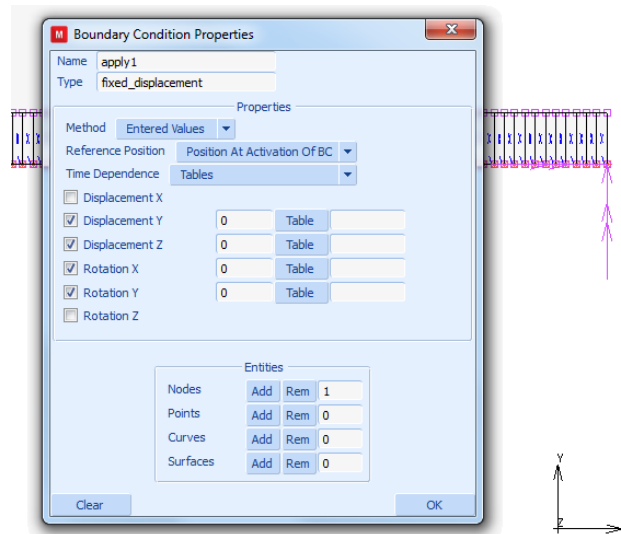 M Boundary Condition Properties
Name apply1
Type fixed_displacement
Properties
Method Entered Values
Reference Position Position At Activation Of BC
Time Dependence Tables
Displacement X
Displacement Y 0 Table
Displacement Z 0 Table
Rotation X 0 Table
Rotation Y 0 Table
Rotation Z
Entities
Nodes Add Rem 1
Points Add Rem 0
Curves Add Rem 0
Surfaces Add Rem 0
Clear OK
Y
Z